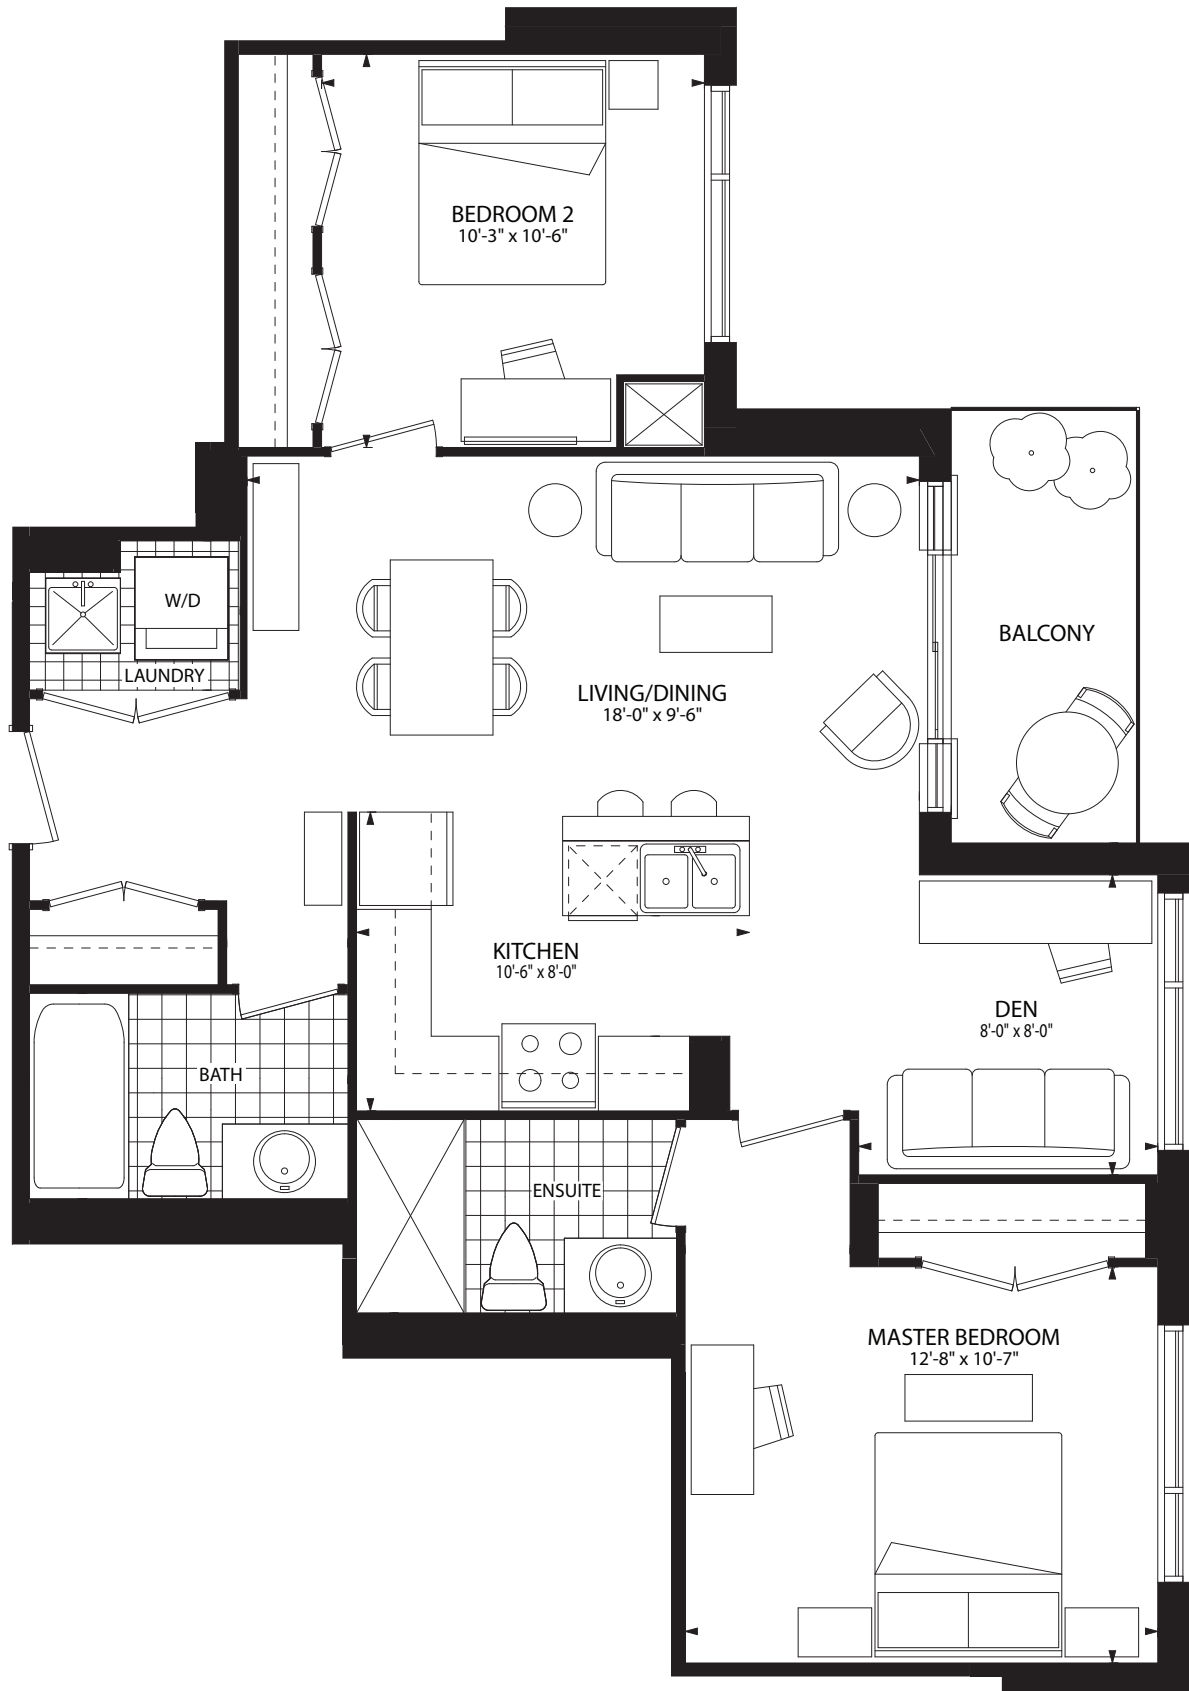 BEDROOM 2
10'-3" x 10'-6"
W/D
LAUNDRY
BALCONY
LIVING/DINING
18'-0" x 9'-6"
KITCHEN
10'-6" x 8'-0"
DEN
8'-0" x 8'-0"
BATH
ENSUITE
MASTER BEDROOM
12'-8" x 10'-7"